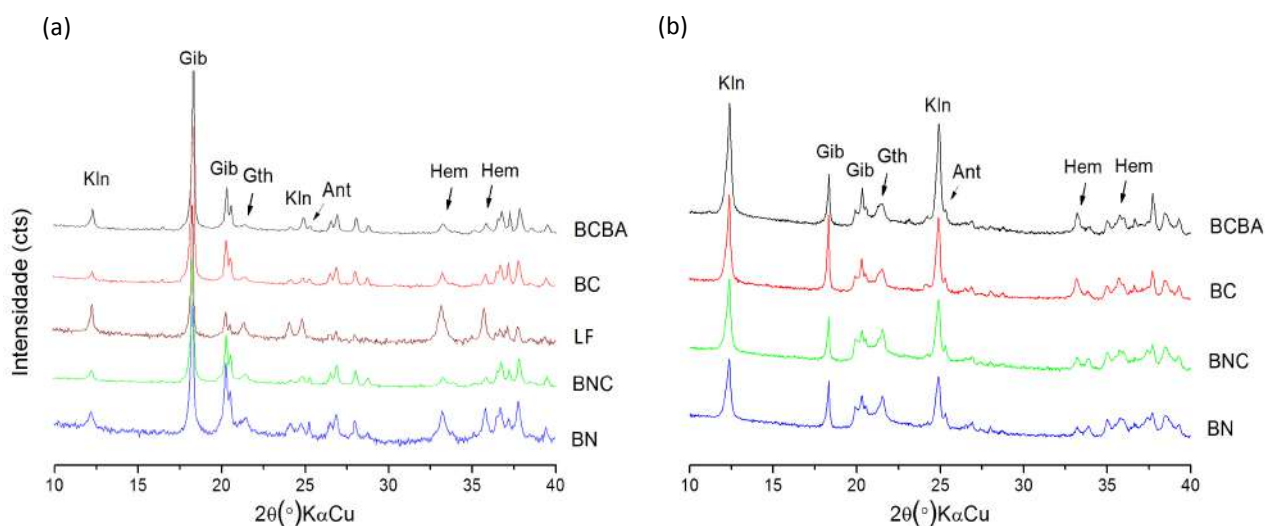 (a)
Gib
Kln
Gib
Gth
Kln
Ant
Hem
Hem
BCBA
BC
LF
BNC
BN
Intensidade (cts)
10 15 20 25 30 35 40
2θ(°)KαCu
(b)
Kln
Kln
Gib
Gib
Gth
Ant
Hem
Hem
BCBA
BC
BNC
BN
10 15 20 25 30 35 40
2θ(°)KαCu